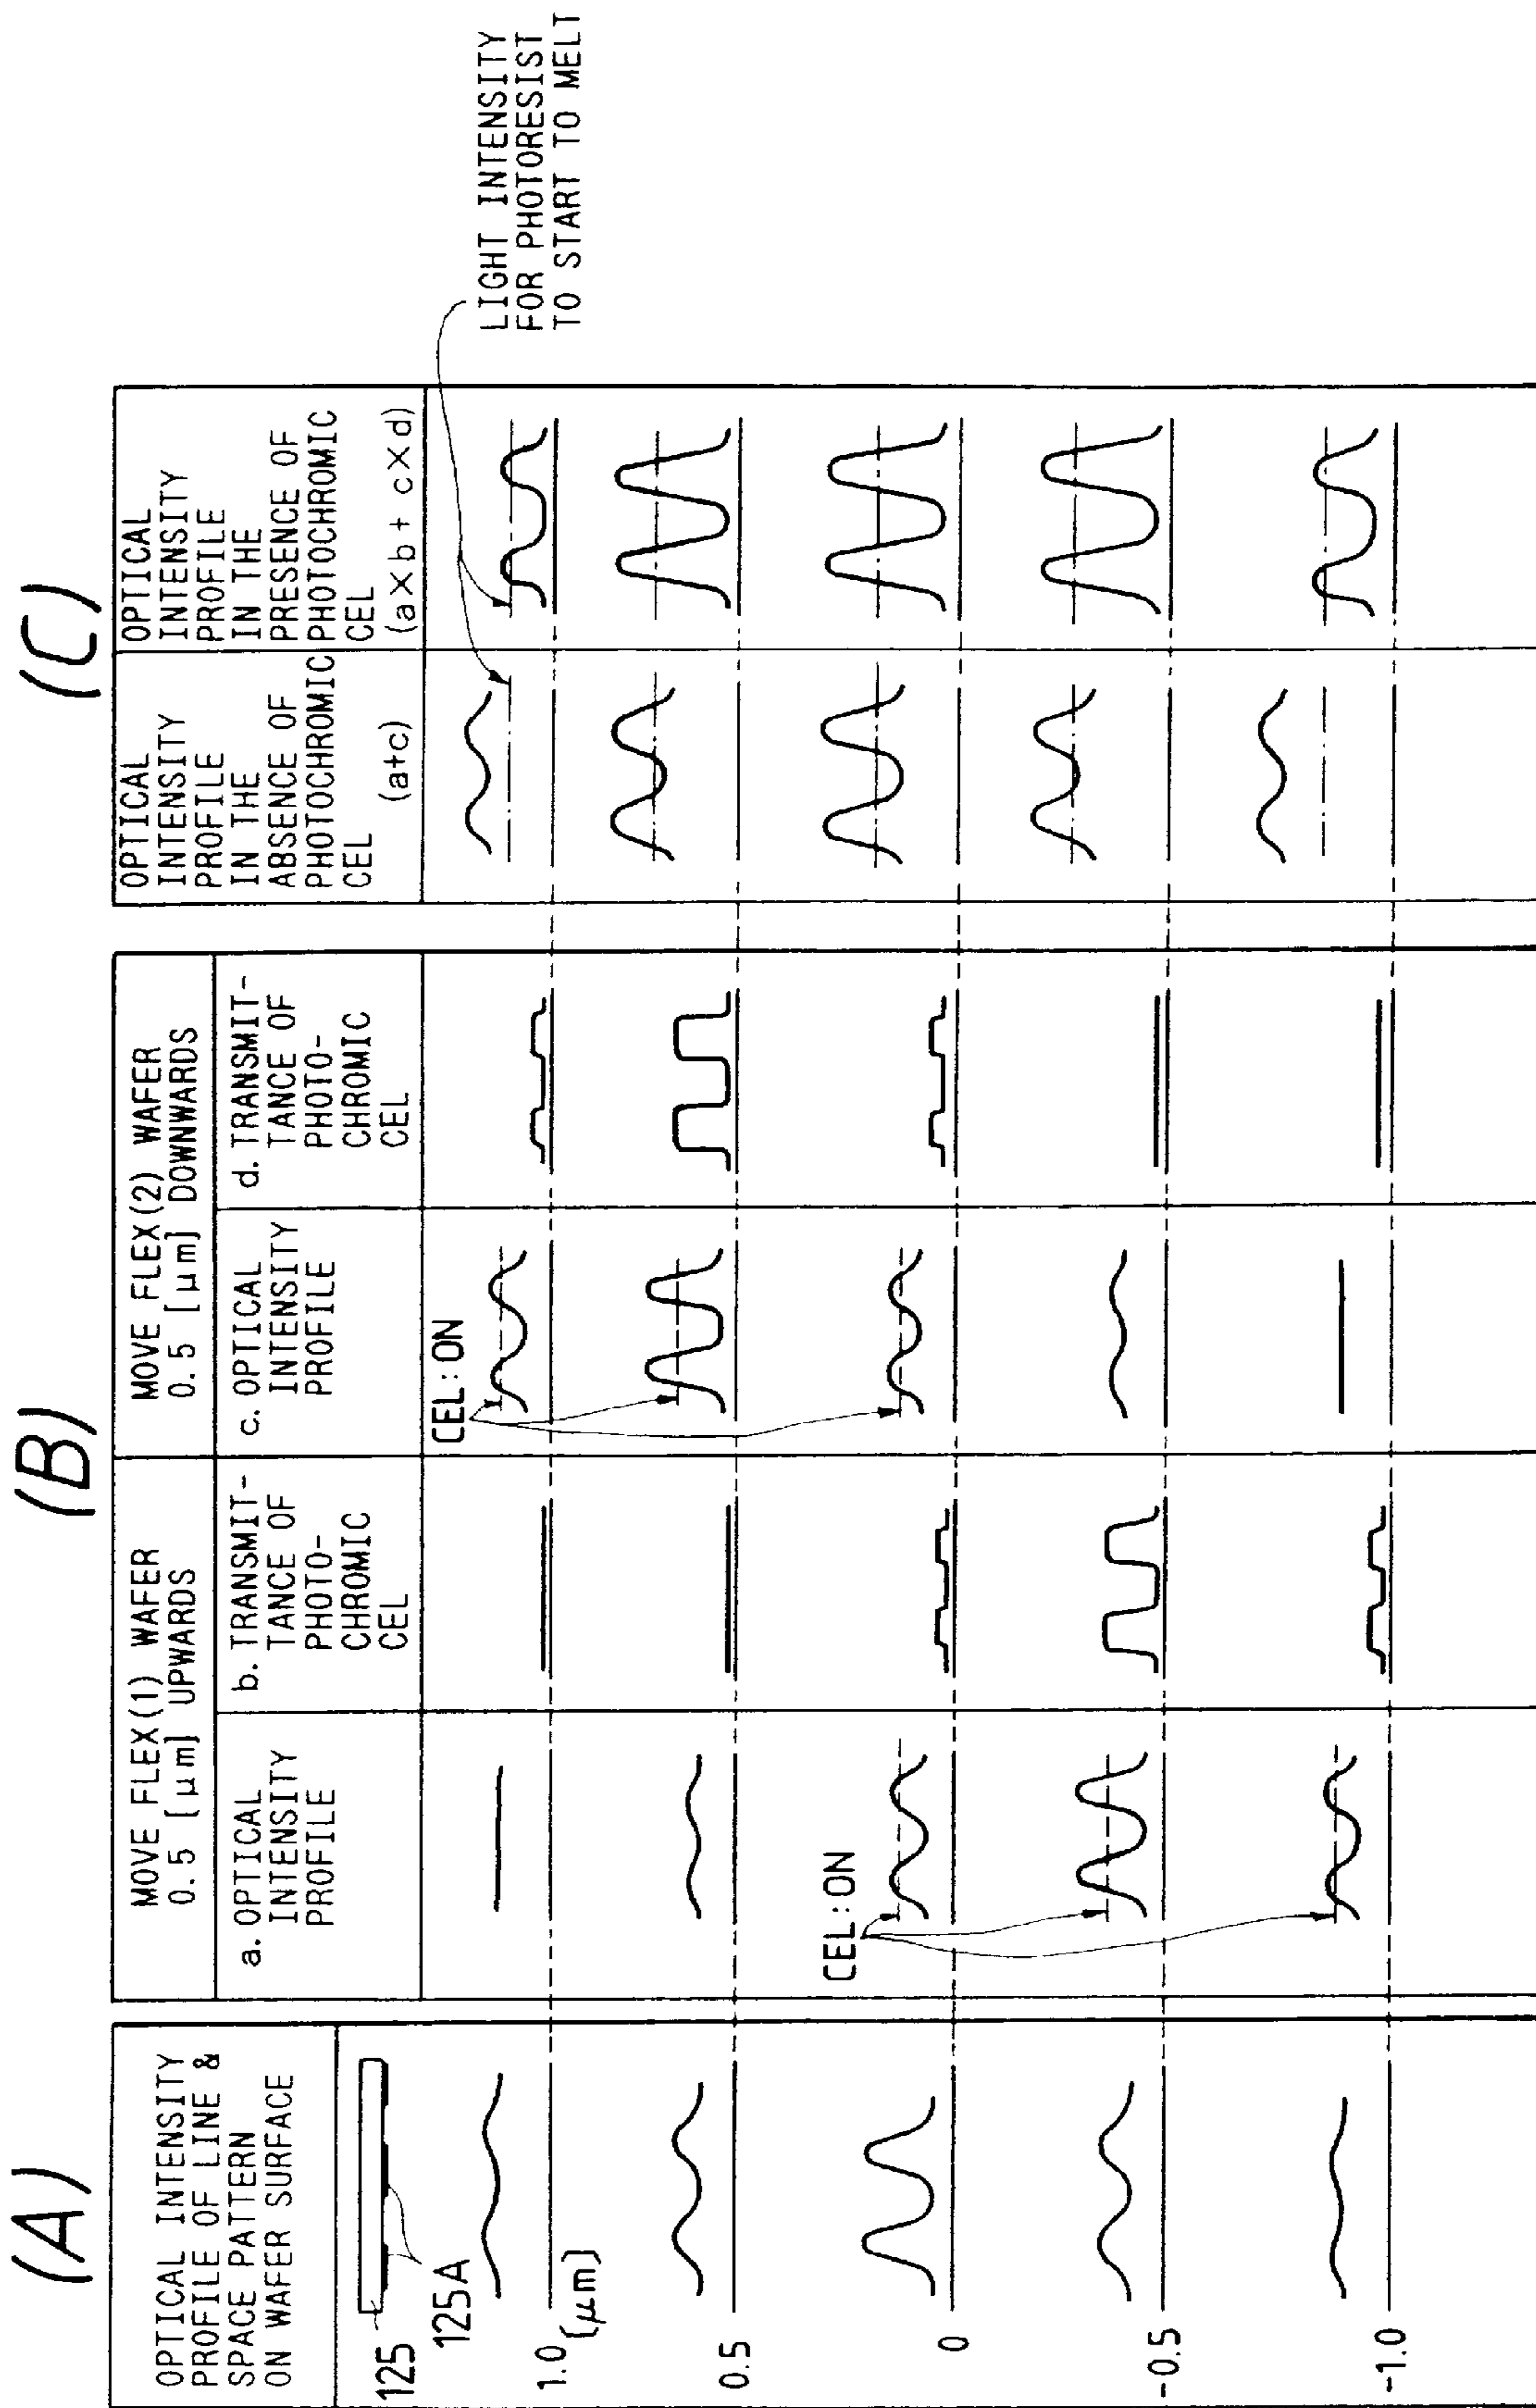 (A)
OPTICAL INTENSITY
PROFILE OF LINE &
SPACE PATTERN
ON WAFER SURFACE
125
125A
1.0
(μm)
0.5
0
-0.5
-1.0
(B)
MOVE FLEX(1) WAFER
0.5 [μm] UPWARDS
a. OPTICAL
INTENSITY
PROFILE
CEL:ON
b. TRANSMIT-
TANCE OF
PHOTO-
CHROMIC
CEL
MOVE FLEX(2) WAFER
0.5 [μm] DOWNWARDS
c. OPTICAL
INTENSITY
PROFILE
CEL:ON
d. TRANSMIT-
TANCE OF
PHOTO-
CHROMIC
CEL
(C)
OPTICAL
INTENSITY
PROFILE
IN THE
ABSENCE OF
PHOTOCHROMIC
CEL
(a+c)
OPTICAL
INTENSITY
PROFILE
IN THE
PRESENCE OF
PHOTOCHROMIC
CEL
(a×b + c×d)
LIGHT INTENSITY
FOR PHOTORESIST
TO START TO MELT